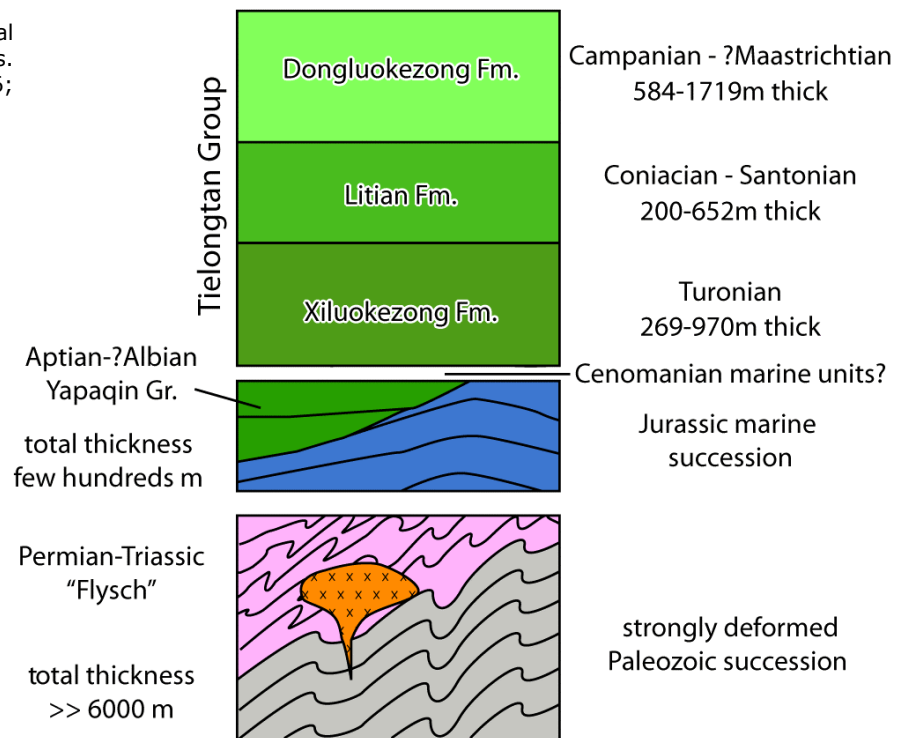 al
s.
5;
Tielongtan Group
Dongluokezong Fm.
Campanian - ?Maastrichtian
584-1719m thick
Litian Fm.
Coniacian - Santonian
200-652m thick
Xiluokezong Fm.
Turonian
269-970m thick
Aptian-?Albian
Yapaqin Gr.
Cenomanian marine units?
total thickness
few hundreds m
Jurassic marine
succession
Permian-Triassic
“Flysch”
total thickness
>> 6000 m
strongly deformed
Paleozoic succession